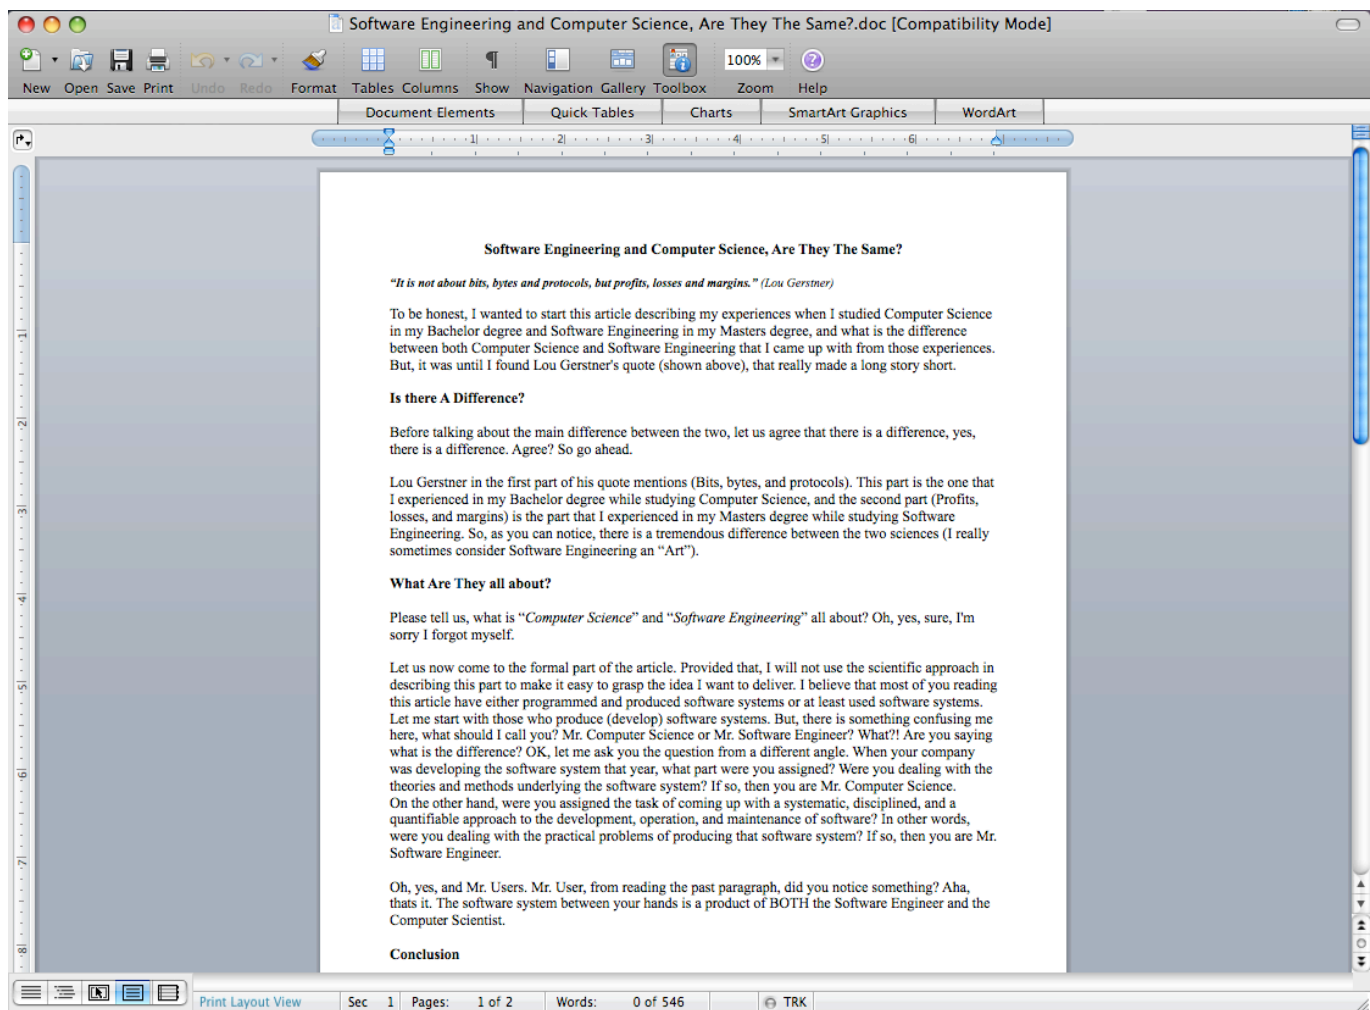 Software Engineering and Computer Science, Are They The Same?.doc [Compatibility Mode]
100%
New Open Save Print Undo Redo Format Tables Columns Show Navigation Gallery Toolbox Zoom Help
Document Elements Quick Tables Charts SmartArt Graphics WordArt
1 2 3 4 5 6
Software Engineering and Computer Science, Are They The Same?
“It is not about bits, bytes and protocols, but profits, losses and margins.” (Lou Gerstner)
To be honest, I wanted to start this article describing my experiences when I studied Computer Science
in my Bachelor degree and Software Engineering in my Masters degree, and what is the difference
between both Computer Science and Software Engineering that I came up with from those experiences.
But, it was until I found Lou Gerstner's quote (shown above), that really made a long story short.
Is there A Difference?
Before talking about the main difference between the two, let us agree that there is a difference, yes,
there is a difference. Agree? So go ahead.
Lou Gerstner in the first part of his quote mentions (Bits, bytes, and protocols). This part is the one that
I experienced in my Bachelor degree while studying Computer Science, and the second part (Profits,
losses, and margins) is the part that I experienced in my Masters degree while studying Software
Engineering. So, as you can notice, there is a tremendous difference between the two sciences (I really
sometimes consider Software Engineering an “Art”).
What Are They all about?
Please tell us, what is “Computer Science” and “Software Engineering” all about? Oh, yes, sure, I'm
sorry I forgot myself.
Let us now come to the formal part of the article. Provided that, I will not use the scientific approach in
describing this part to make it easy to grasp the idea I want to deliver. I believe that most of you reading
this article have either programmed and produced software systems or at least used software systems.
Let me start with those who produce (develop) software systems. But, there is something confusing me
here, what should I call you? Mr. Computer Science or Mr. Software Engineer? What?! Are you saying
what is the difference? OK, let me ask you the question from a different angle. When your company
was developing the software system that year, what part were you assigned? Were you dealing with the
theories and methods underlying the software system? If so, then you are Mr. Computer Science.
On the other hand, were you assigned the task of coming up with a systematic, disciplined, and a
quantifiable approach to the development, operation, and maintenance of software? In other words,
were you dealing with the practical problems of producing that software system? If so, then you are Mr.
Software Engineer.
Oh, yes, and Mr. Users. Mr. User, from reading the past paragraph, did you notice something? Aha,
thats it. The software system between your hands is a product of BOTH the Software Engineer and the
Computer Scientist.
Conclusion
1
2
3
4
5
6
7
8
Print Layout View Sec 1 Pages: 1 of 2 Words: 0 of 546 TRK